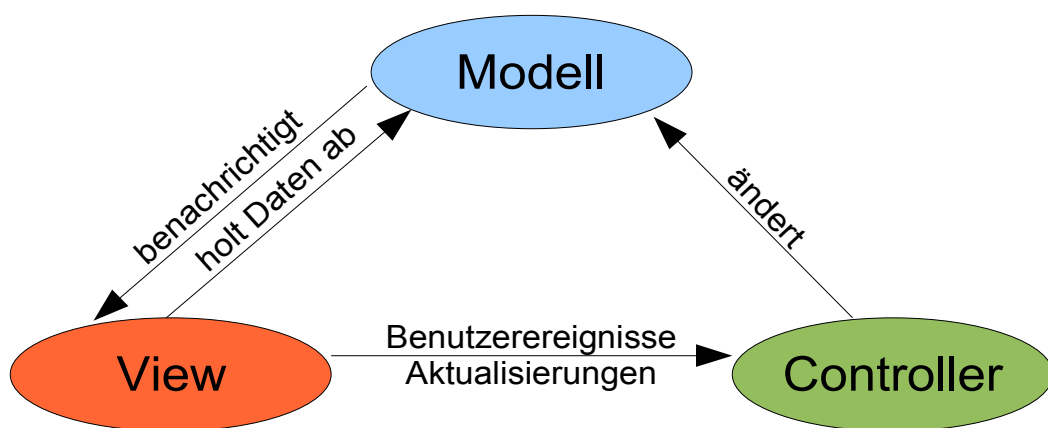 Modell
benachrichtigt
holt Daten ab
ändert
Benutzerereignisse
Aktualisierungen
View
Controller